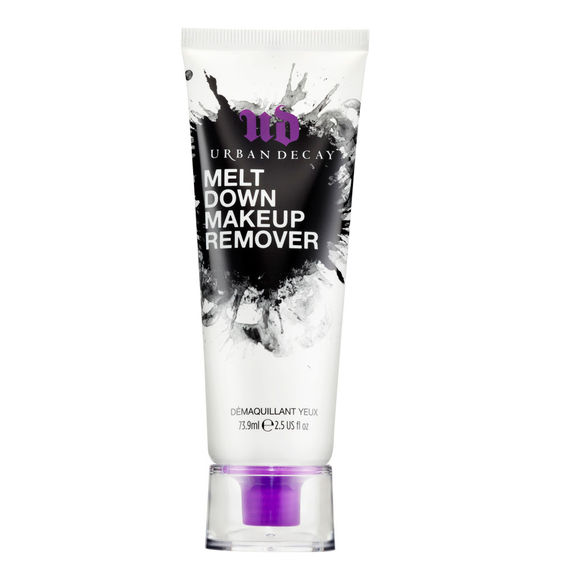 ud
URBAN DECAY
MELT
DOWN
MAKEUP
REMOVER
DÉMAQUILLANT YEUX
73.9ml ℮ 2.5 US fl oz